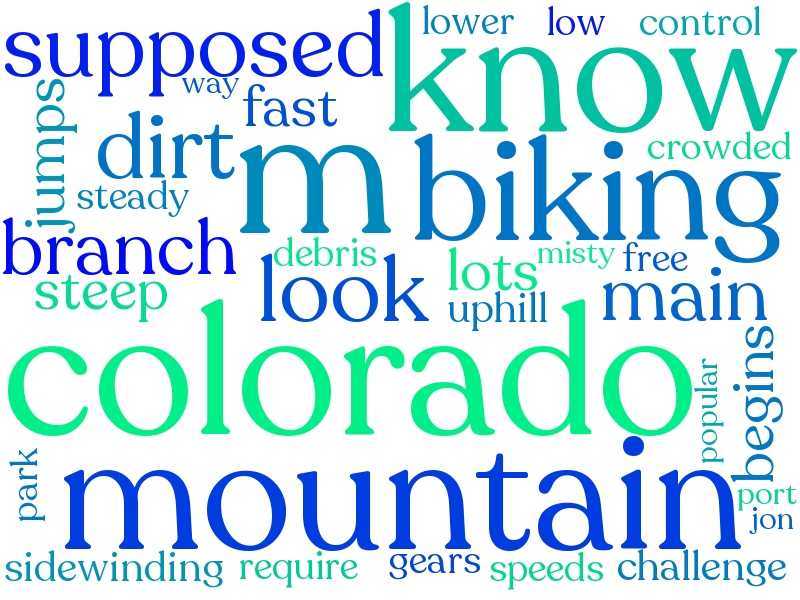 lower low control
supposed know
way
jumps fast
dirt m biking crowded
steady
branch debris misty free
steep look lots main
uphill
colorado popular begins
park mountain port
jon
sidewinding require gears speeds challenge